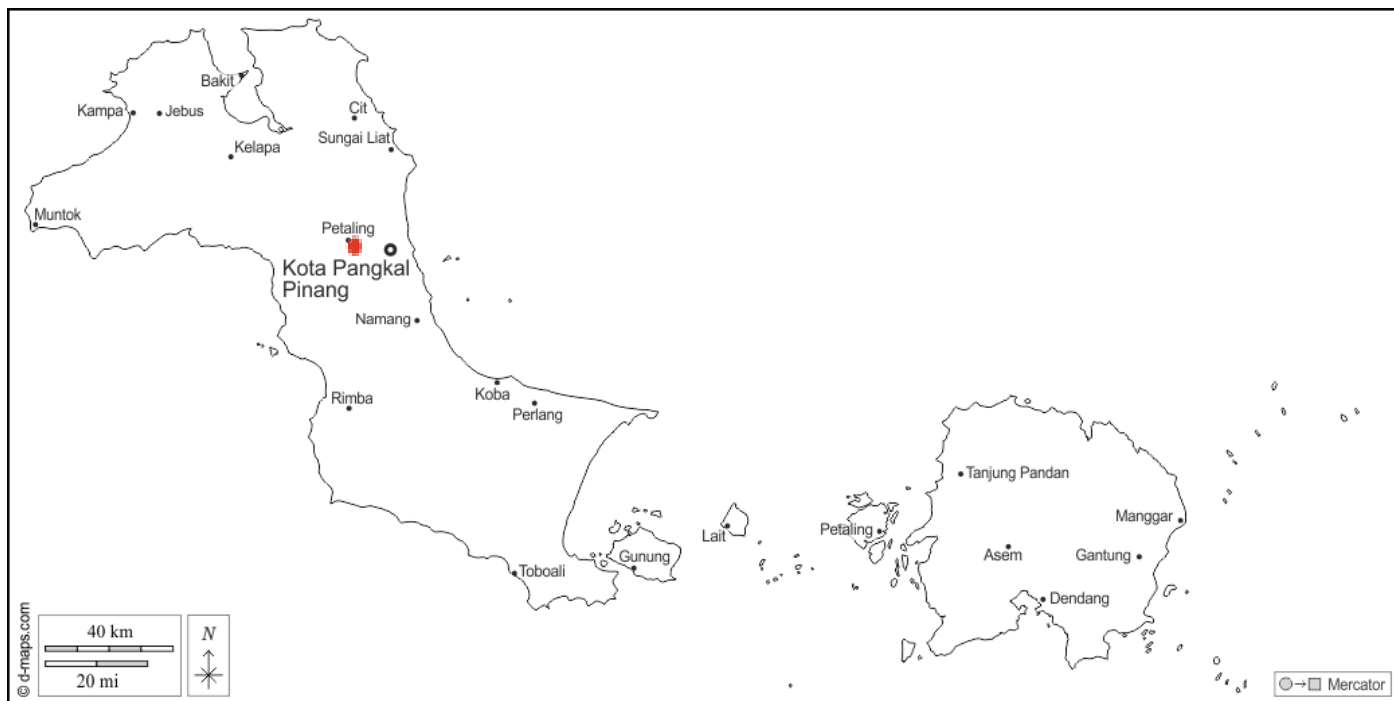 Bakit
Kampa
Jebus
Cit
Sungai Liat
Kelapa
Muntok
Petaling
Kota Pangkal
Pinang
Namang
Koba
Rimba
Perlang
Tanjung Pandan
Manggar
Lait
Petaling
Asem
Gantung
Gunung
Toboali
Dendang
© d-maps.com
40 km
20 mi
N
Mercator